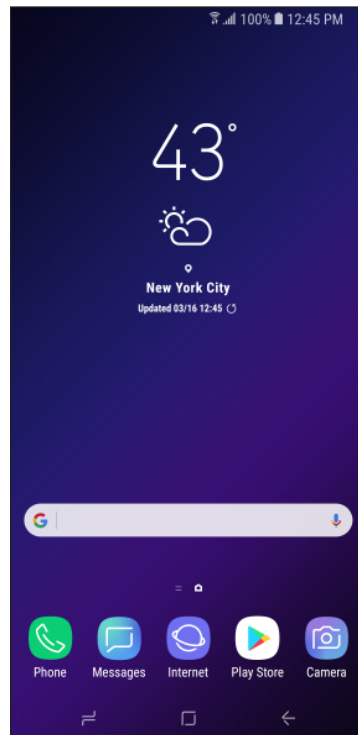 100% 12:45 PM
43°
New York City
Updated 03/16 12:45
G
Phone Messages Internet Play Store Camera